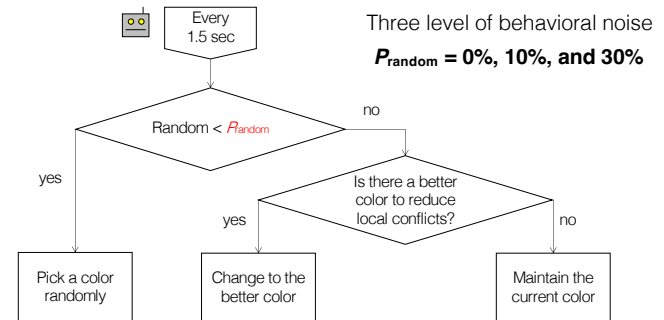 Every
1.5 sec
Three level of behavioral noise
Prandom = 0%, 10%, and 30%
Random < Prandom
no
yes
Is there a better
color to reduce
local conflicts?
yes
no
Pick a color
randomly
Change to the
better color
Maintain the
current color